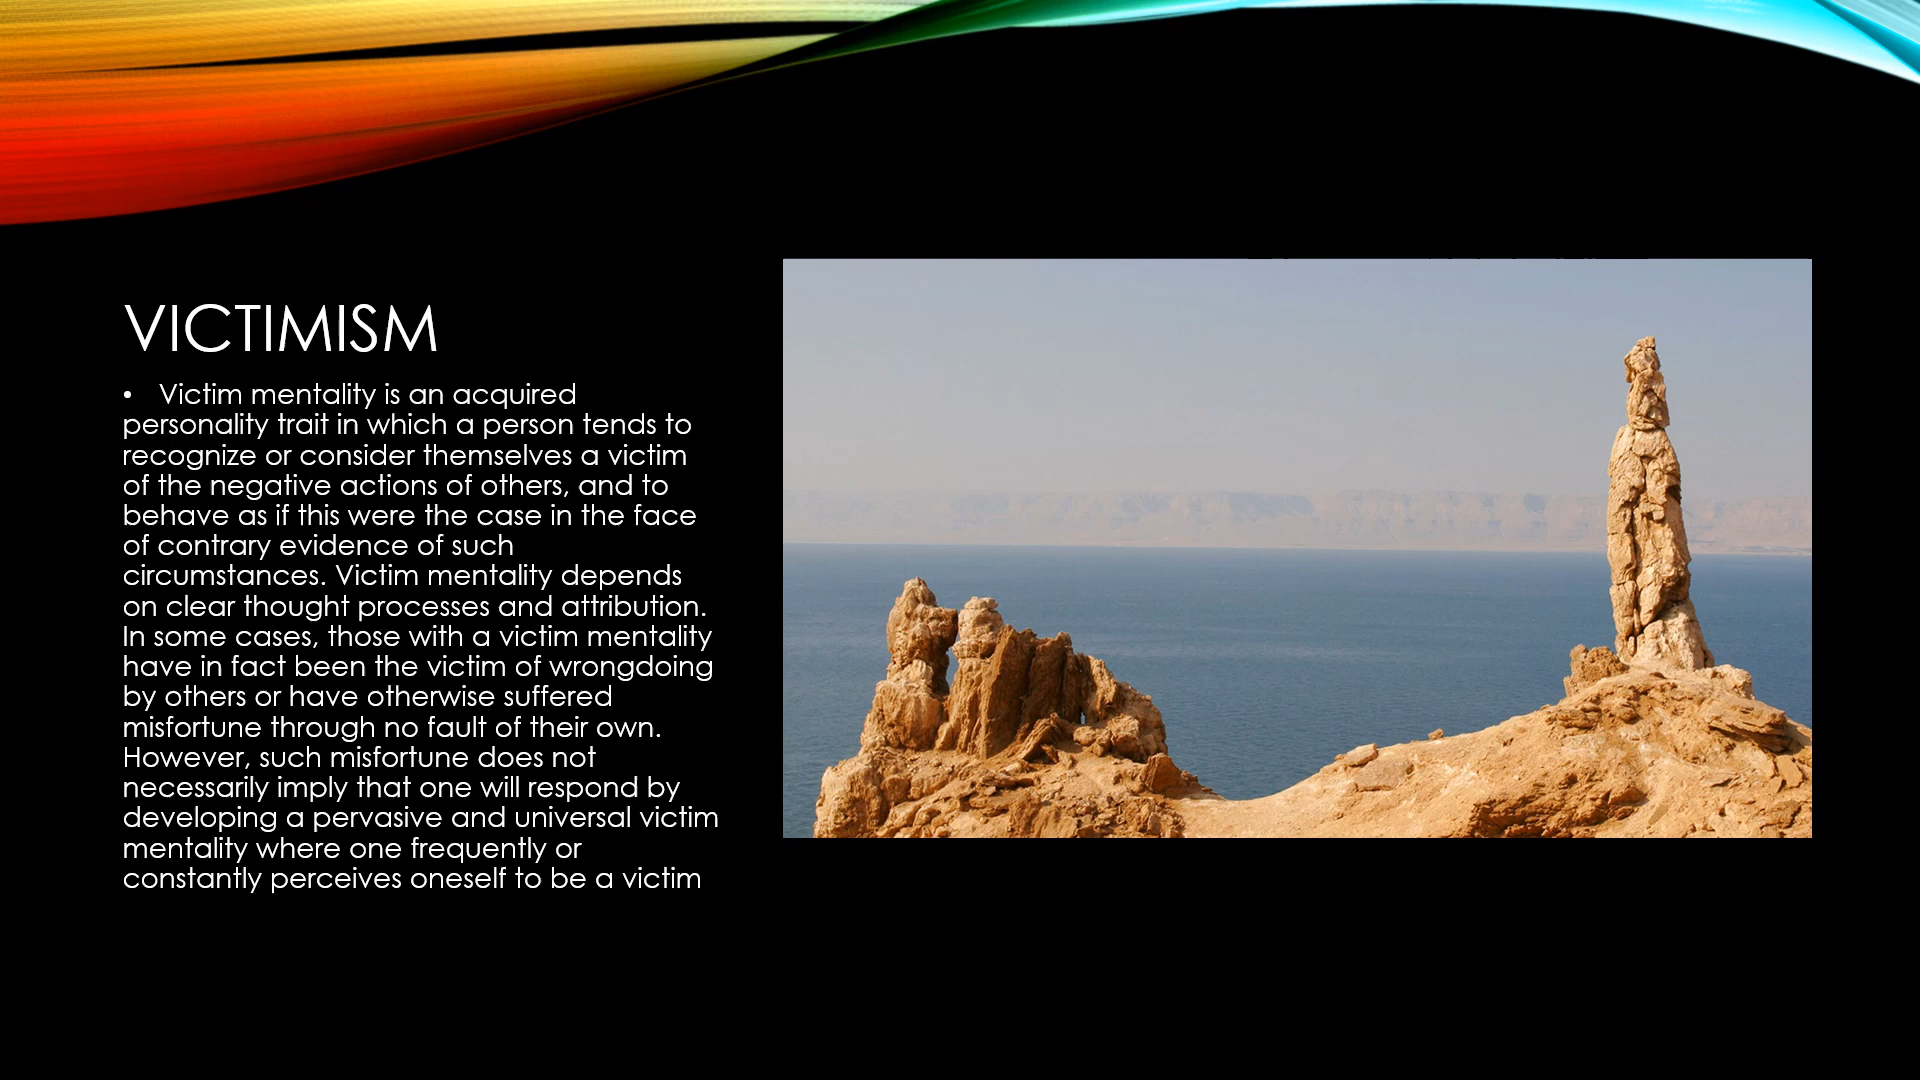 VICTIMISM
• Victim mentality is an acquired
personality trait in which a person tends to
recognize or consider themselves a victim
of the negative actions of others, and to
behave as if this were the case in the face
of contrary evidence of such
circumstances. Victim mentality depends
on clear thought processes and attribution.
In some cases, those with a victim mentality
have in fact been the victim of wrongdoing
by others or have otherwise suffered
misfortune through no fault of their own.
However, such misfortune does not
necessarily imply that one will respond by
developing a pervasive and universal victim
mentality where one frequently or
constantly perceives oneself to be a victim